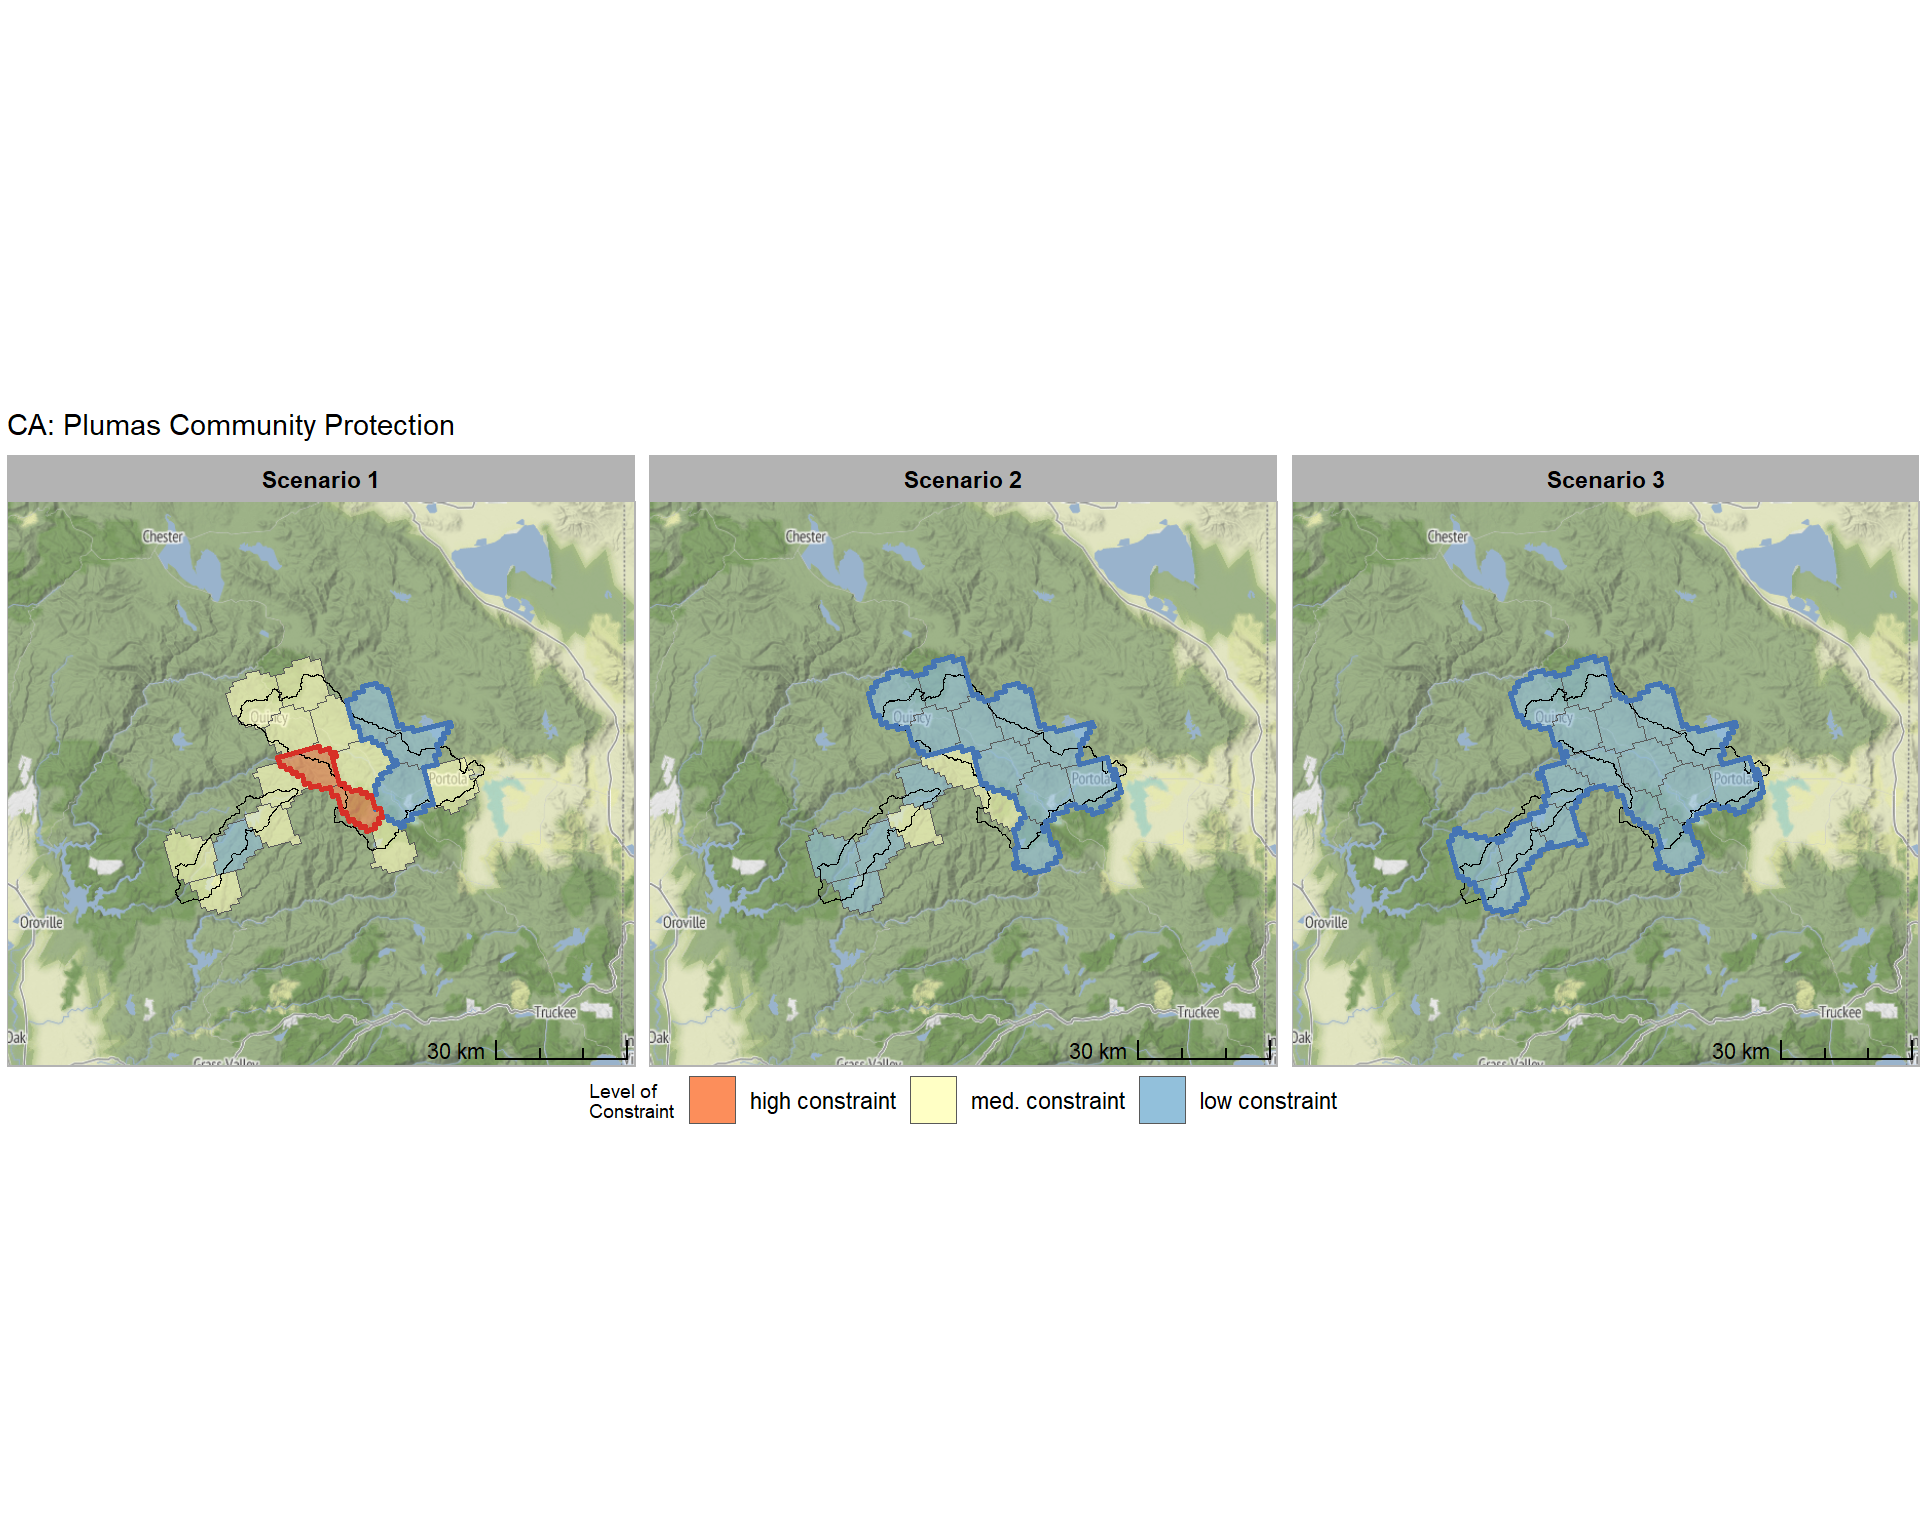 CA: Plumas Community Protection
Scenario 1
Scenario 2
Scenario 3
Chester
Quincy
Portola
Oroville
Truckee
Oak
Grass Valley
30 km
Chester
Quincy
Portola
Oroville
Truckee
Oak
Grass Valley
30 km
Chester
Quincy
Portola
Oroville
Truckee
Oak
Grass Valley
30 km
Level of
Constraint
high constraint
med. constraint
low constraint